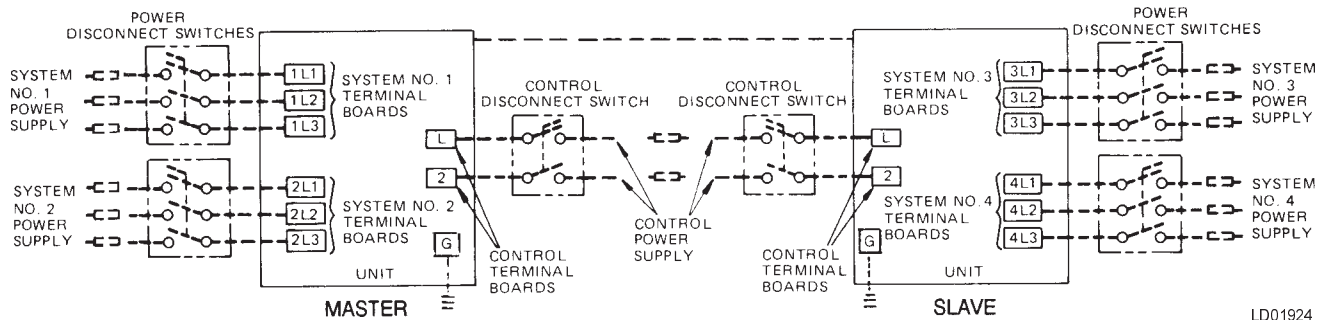 POWER
DISCONNECT SWITCHES
SYSTEM
NO. 1
POWER
SUPPLY
1L1
1L2
1L3
SYSTEM NO. 1
TERMINAL
BOARDS
SYSTEM
NO. 2
POWER
SUPPLY
2L1
2L2
2L3
SYSTEM NO. 2
TERMINAL
BOARDS
L
2
G
UNIT
MASTER
CONTROL
DISCONNECT SWITCH
CONTROL
TERMINAL
BOARDS
CONTROL
POWER
SUPPLY
CONTROL
DISCONNECT SWITCH
CONTROL
TERMINAL
BOARDS
L
2
G
UNIT
SLAVE
SYSTEM NO. 3
TERMINAL
BOARDS
3L1
3L2
3L3
SYSTEM NO. 4
TERMINAL
BOARDS
4L1
4L2
4L3
POWER
DISCONNECT SWITCHES
SYSTEM
NO. 3
POWER
SUPPLY
SYSTEM
NO. 4
POWER
SUPPLY
LD01924